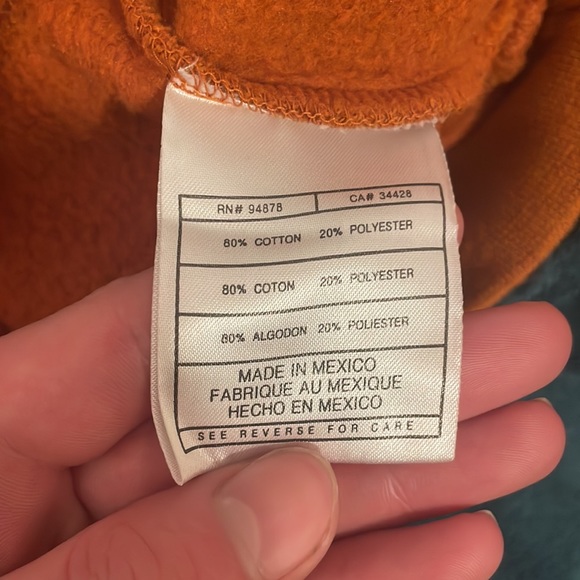 RN# 94878 CA# 34428
80% COTTON 20% POLYESTER
80% COTON 20% POLYESTER
80% ALGODON 20% POLIESTER
MADE IN MEXICO
FABRIQUE AU MEXIQUE
HECHO EN MEXICO
SEE REVERSE FOR CARE